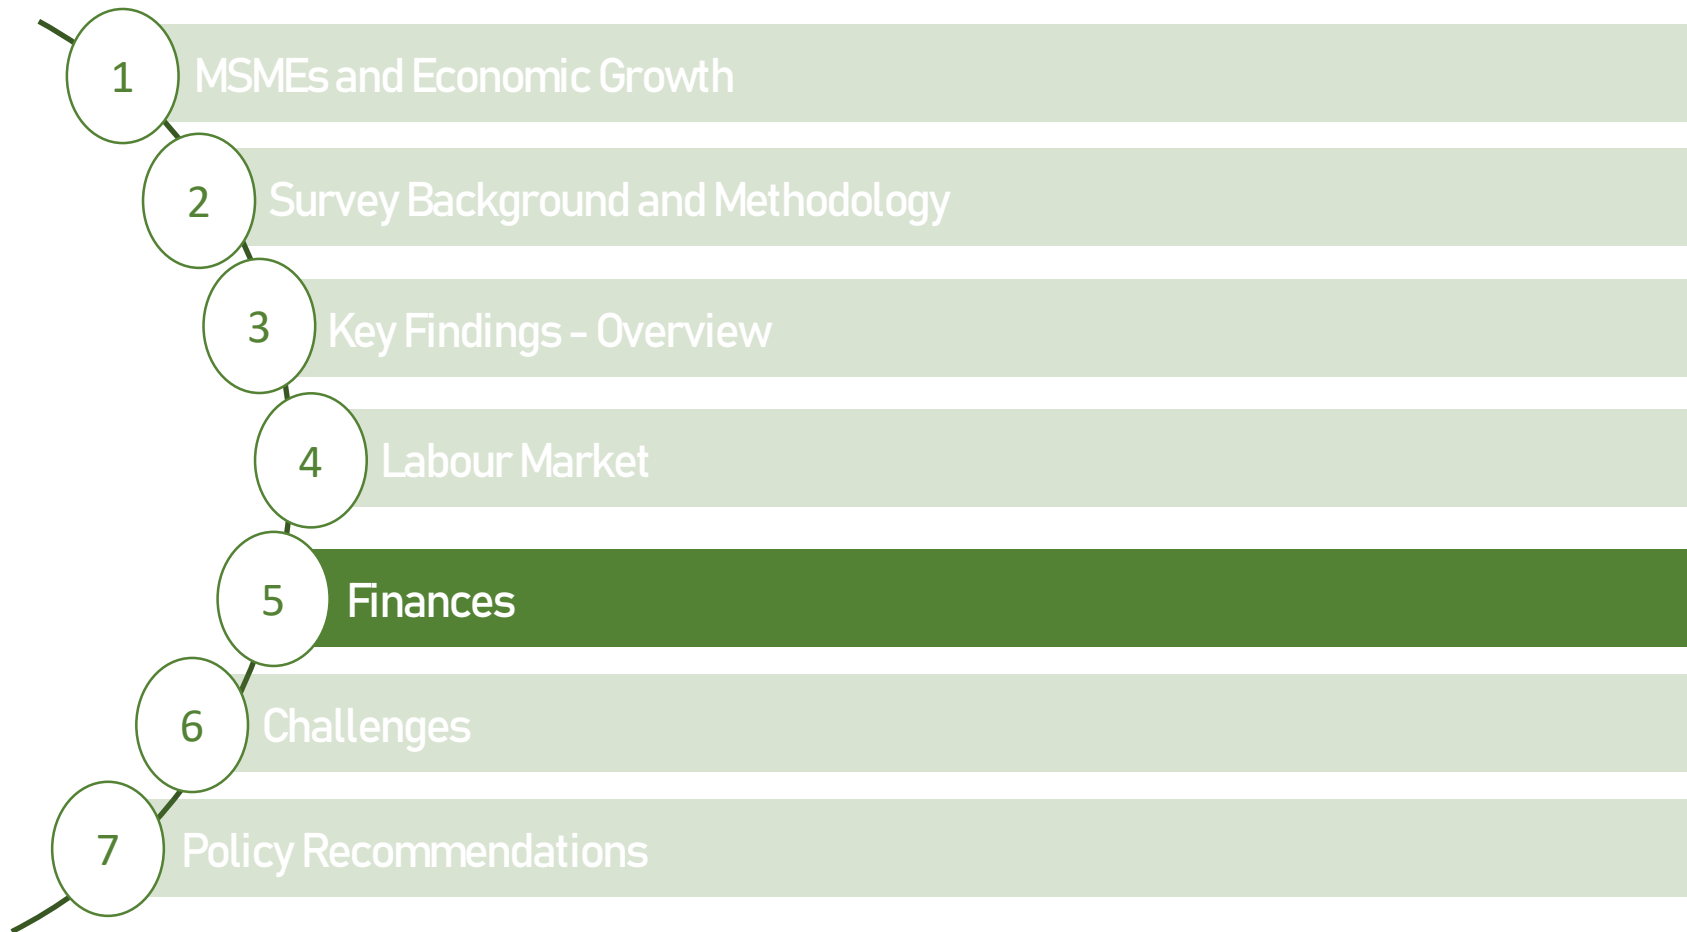 1 MSMEs and Economic Growth
2 Survey Background and Methodology
3 Key Findings - Overview
4 Labour Market
5 Finances
6 Challenges
7 Policy Recommendations